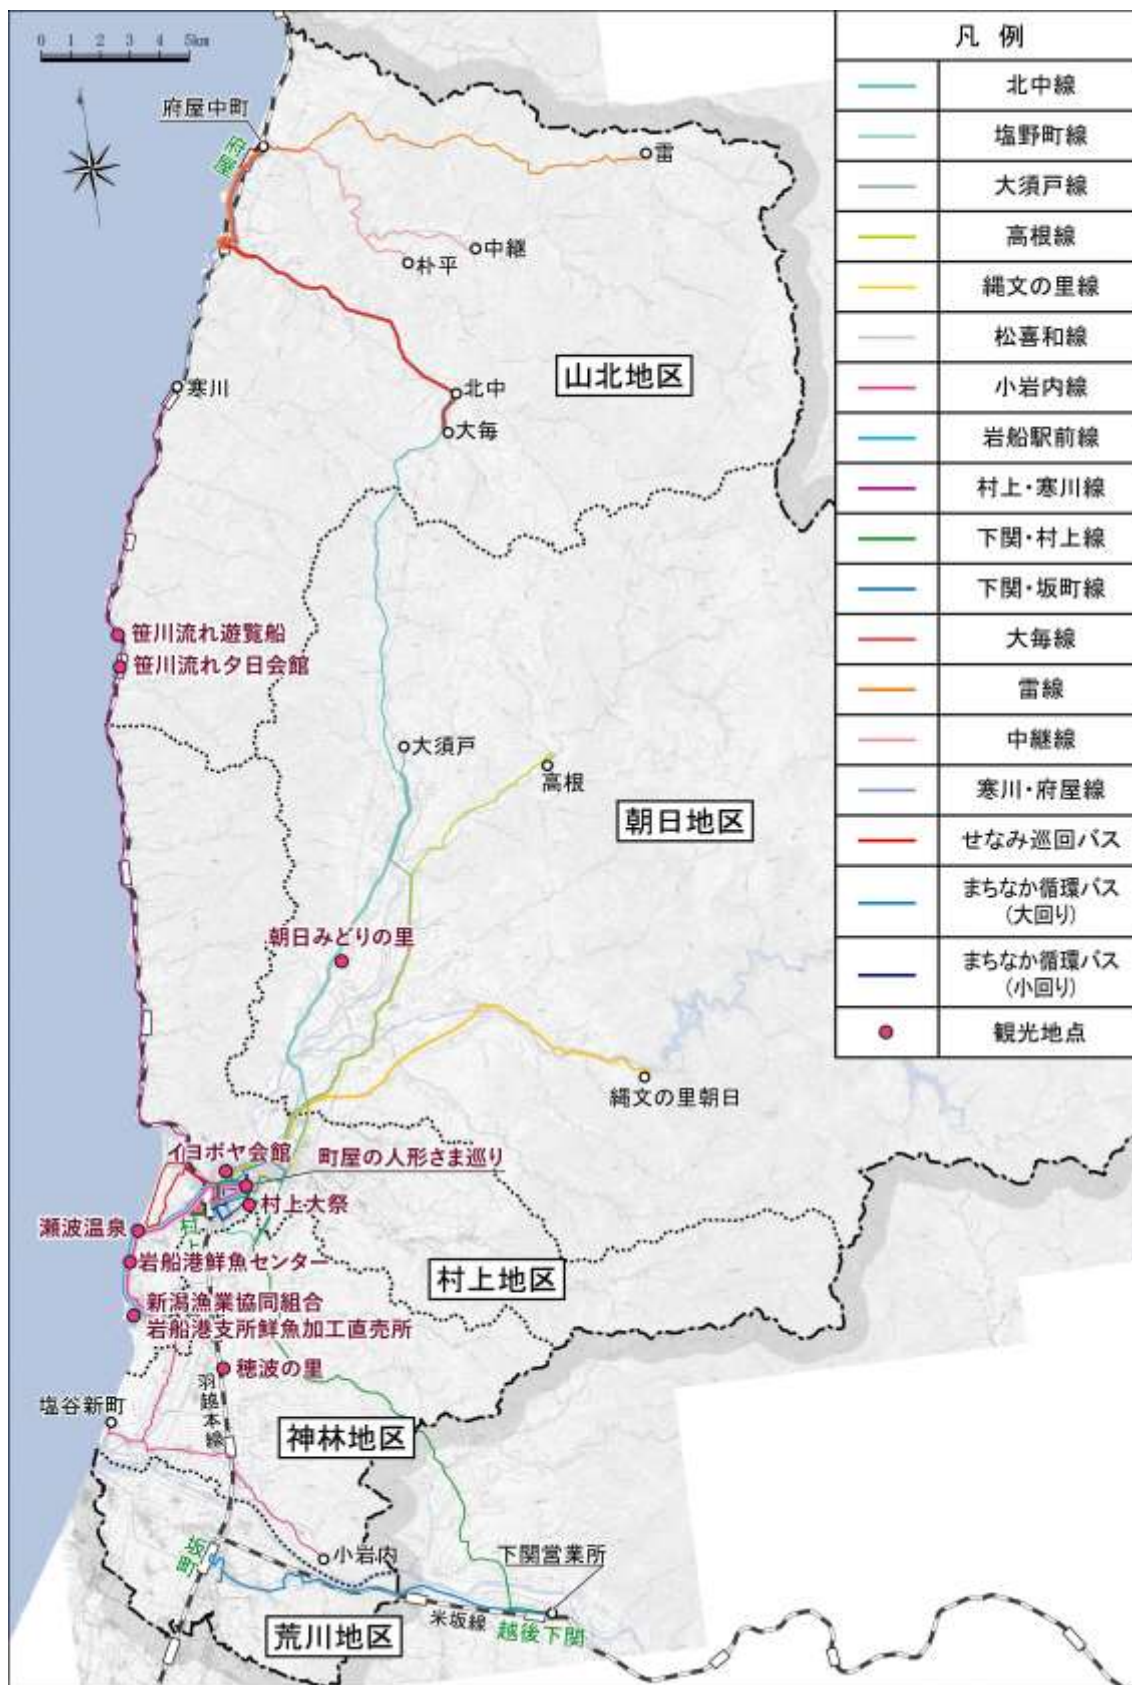 0 1 2 3 4 5km
府屋中町
府屋
雷
中継
朴平
山北地区
寒川
北中
大毎
笹川流れ遊覧船
笹川流れ夕日会館
大須戸
高根
朝日地区
朝日みどりの里
縄文の里朝日
イヨボヤ会館
町屋の人形さま巡り
村上大祭
瀬波温泉
村上
岩船港鮮魚センター
村上地区
新潟漁業協同組合
岩船港支所鮮魚加工直売所
穂波の里
羽越本線
塩谷新町
神林地区
坂町
小岩内
下関営業所
米坂線
越後下関
荒川地区
凡 例
北中線
塩野町線
大須戸線
高根線
縄文の里線
松喜和線
小岩内線
岩船駅前線
村上・寒川線
下関・村上線
下関・坂町線
大毎線
雷線
中継線
寒川・府屋線
せなみ巡回バス
まちなか循環バス
(大回り)
まちなか循環バス
(小回り)
観光地点